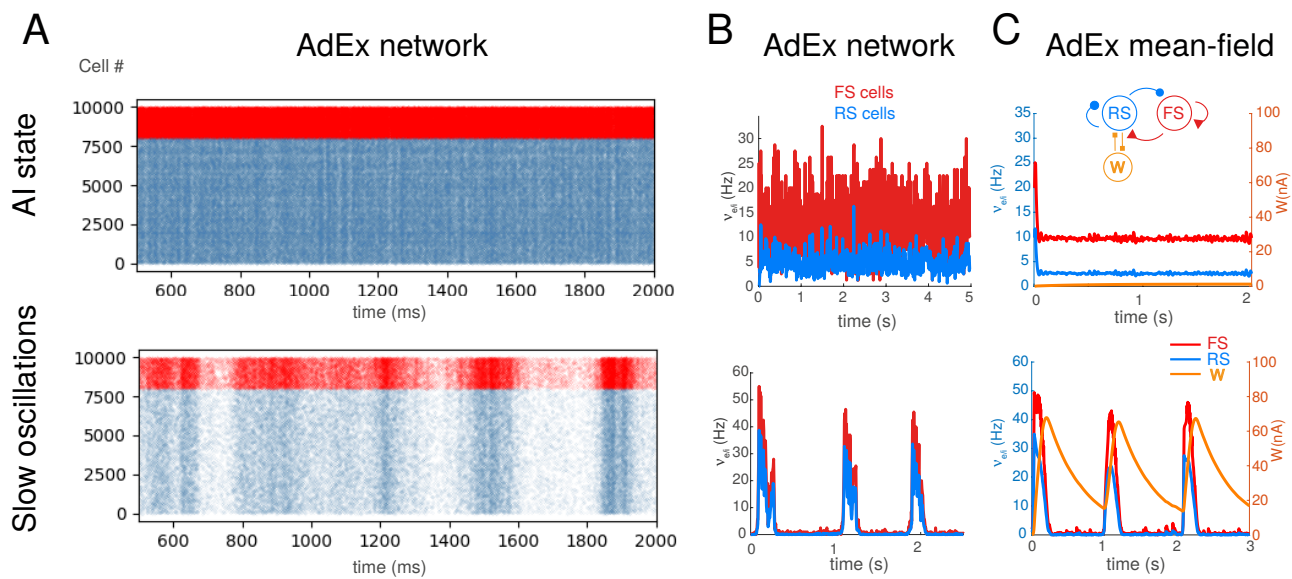 A
AdEx network
B
AdEx network
C
AdEx mean-field
Cell #
AI state
10000
7500
5000
2500
0
600
800
1000
1200
1400
1600
1800
2000
time (ms)
FS cells
RS cells
νe/i (Hz)
30
25
20
15
10
5
0
0
1
2
3
4
5
time (s)
RS
FS
W
νe/i (Hz)
35
30
25
20
15
10
5
0
W(nA)
100
80
60
40
20
0
0
1
2
time (s)
Slow oscillations
10000
7500
5000
2500
0
600
800
1000
1200
1400
1600
1800
2000
time (ms)
νe/i (Hz)
60
50
40
30
20
10
0
0
1
2
time (s)
FS
RS
W
νe/i (Hz)
60
50
40
30
20
10
0
W(nA)
100
80
60
40
20
0
0
1
2
3
time (s)